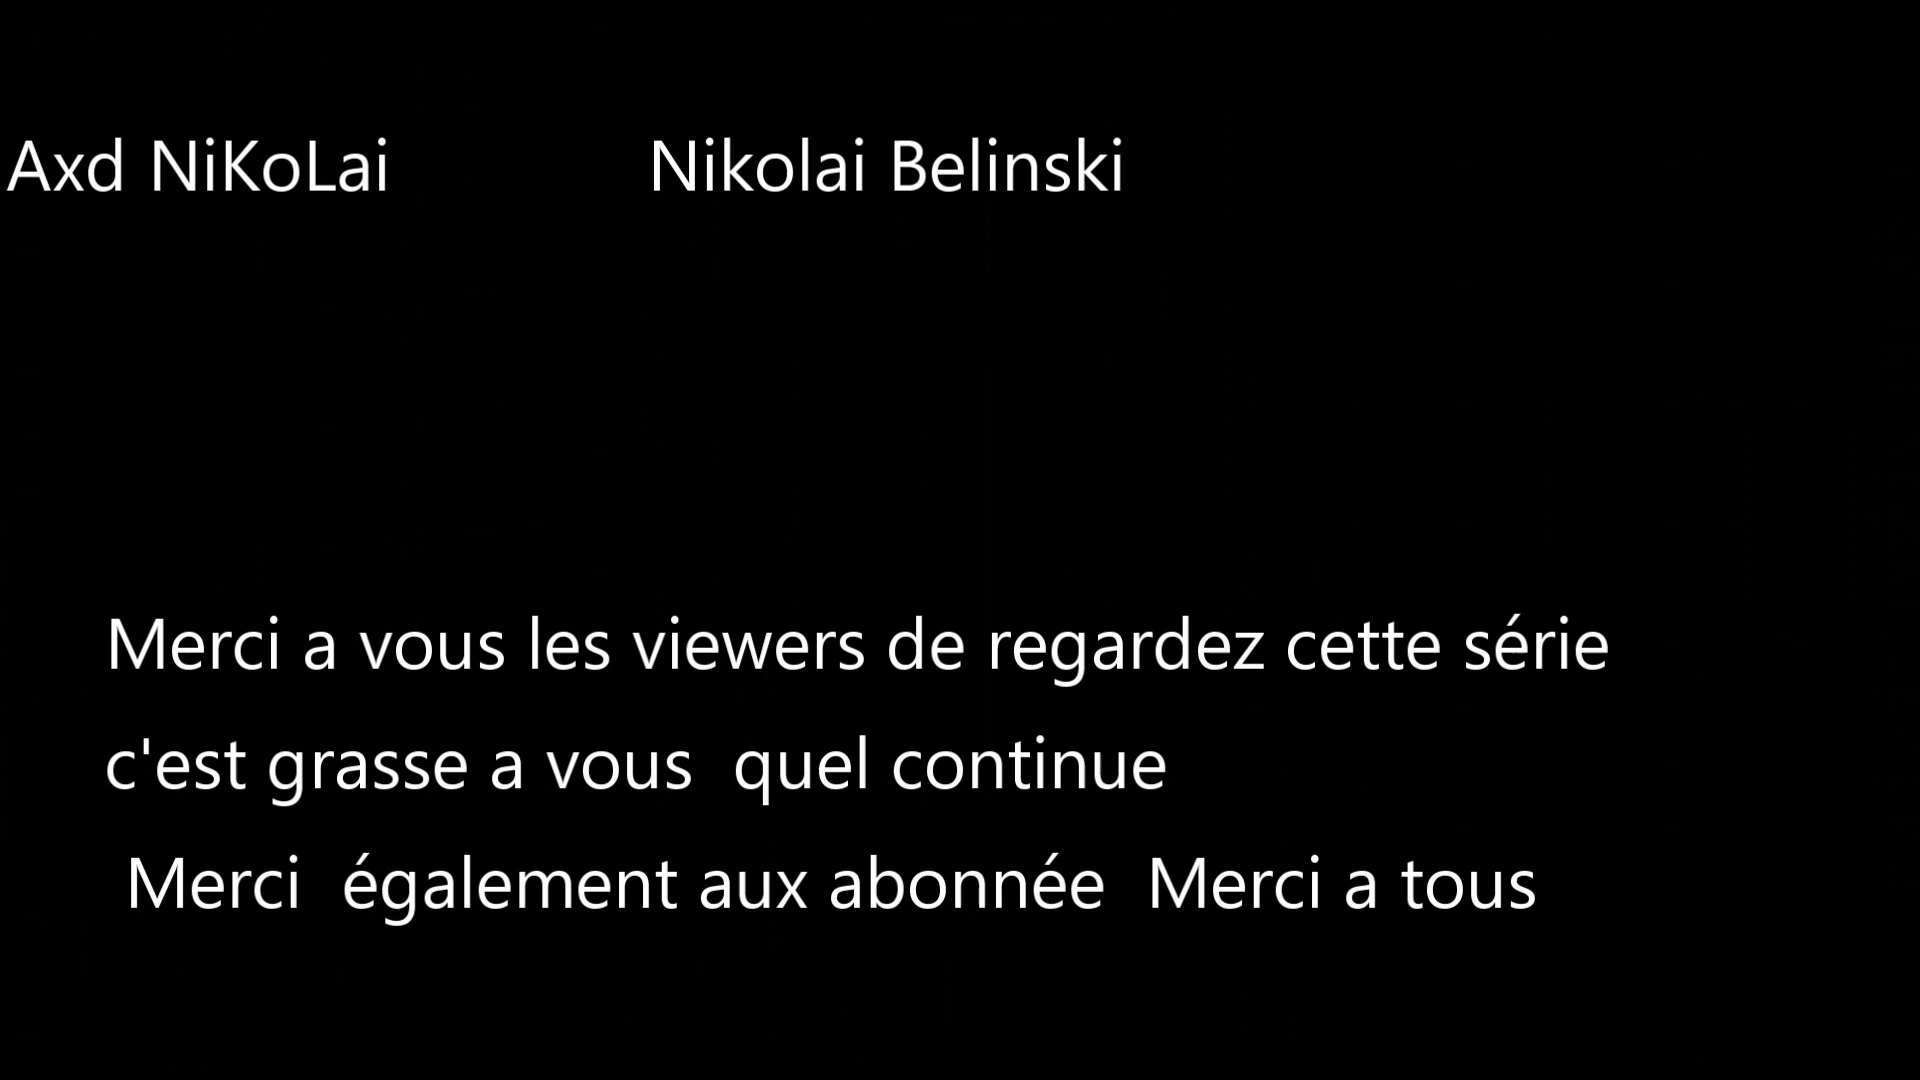 Axd NiKoLai Nikolai Belinski
Merci a vous les viewers de regardez cette série
c'est grasse a vous quel continue
Merci également aux abonnée Merci a tous